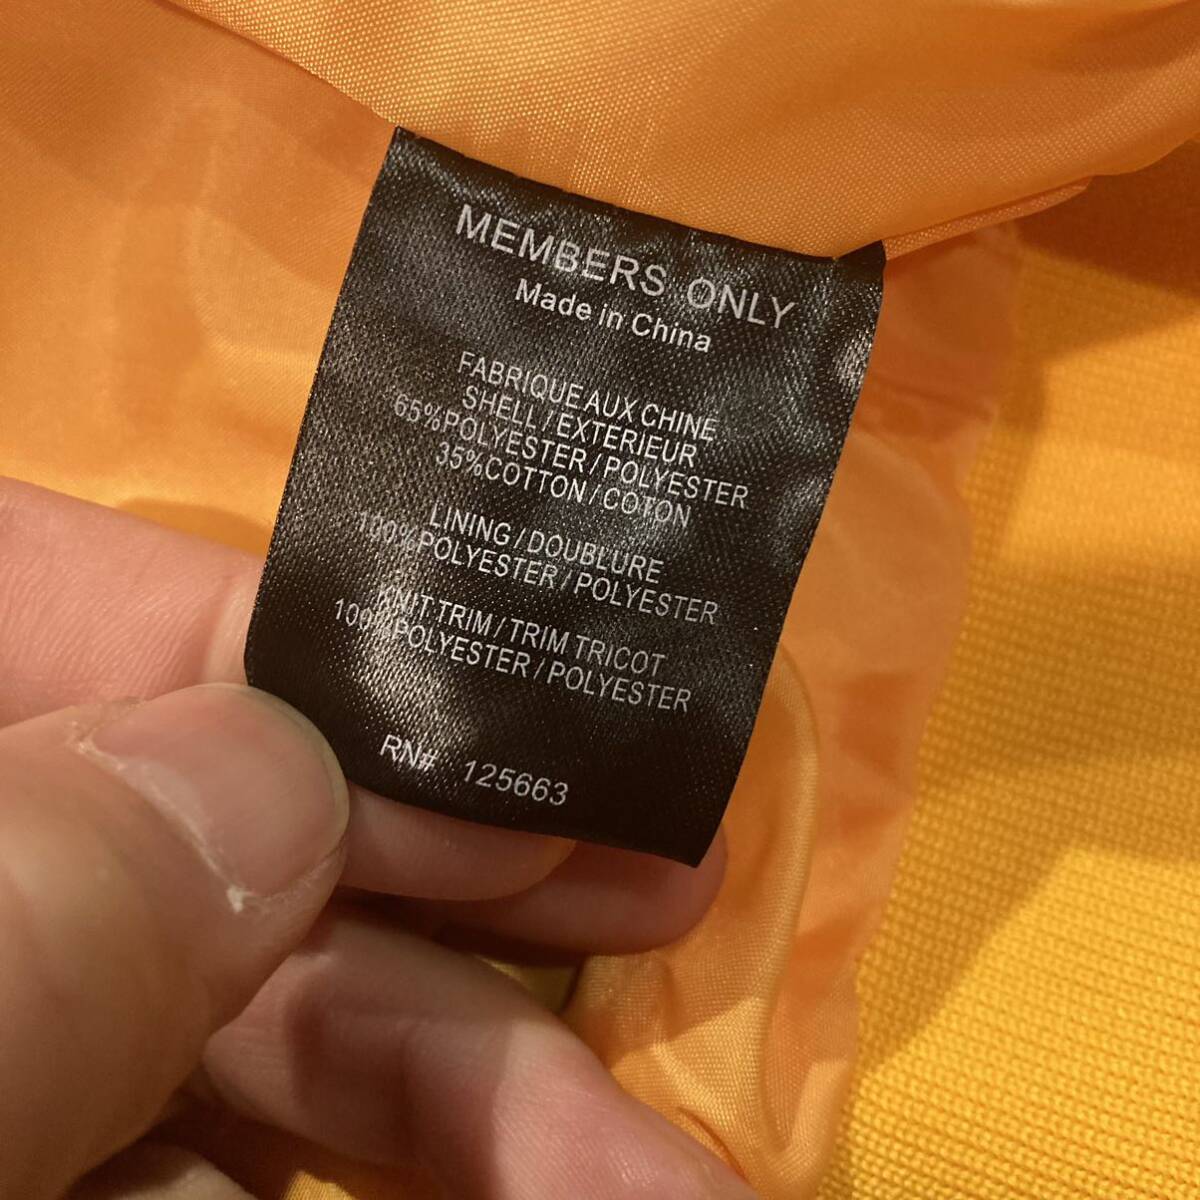 MEMBERS ONLY
Made in China
FABRIQUE AUX CHINE
SHELL/EXTERIEUR
65%POLYESTER/POLYESTER
35%COTTON/COTON
LINING/DOUBLURE
100%POLYESTER/POLYESTER
KNIT TRIM/TRIM TRICOT
100%POLYESTER/POLYESTER
RN# 125663